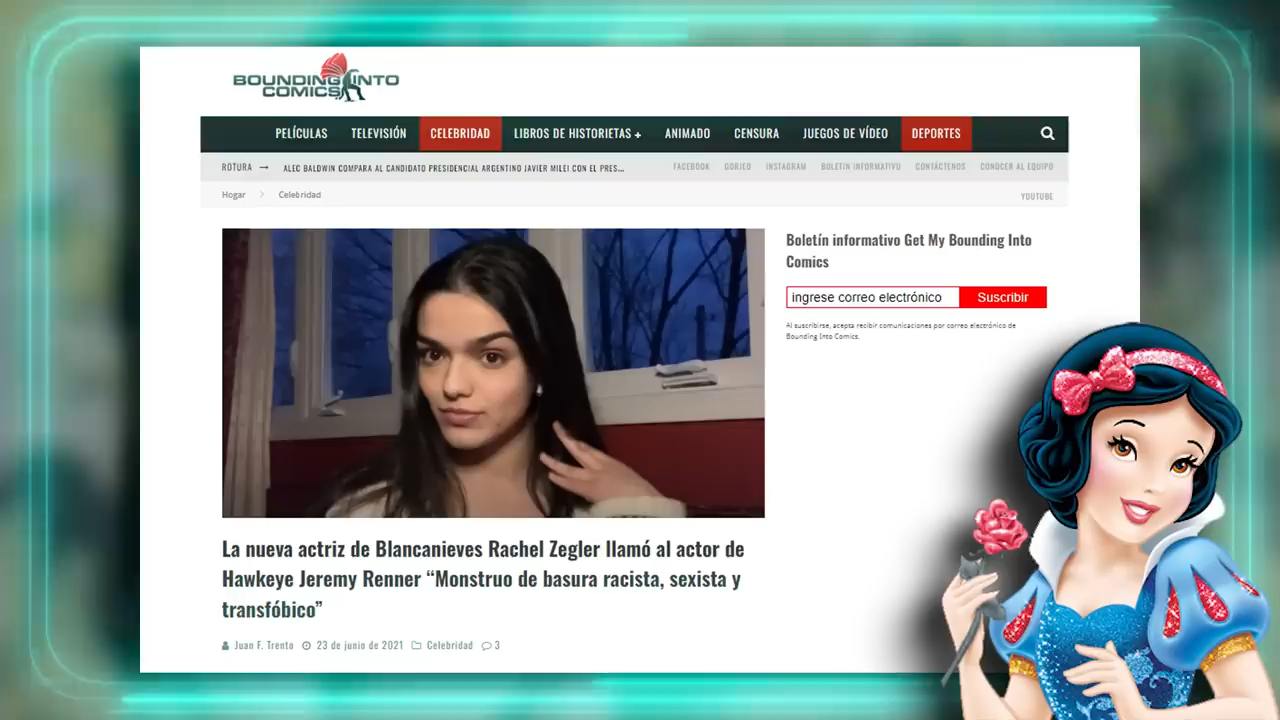 BOUNDING INTO
COMICS
PELÍCULAS TELEVISIÓN CELEBRIDAD LIBROS DE HISTORIETAS + ANIMADO CENSURA JUEGOS DE VÍDEO DEPORTES
ROTURA → ALEC BALDWIN COMPARA AL CANDIDATO PRESIDENCIAL ARGENTINO JAVIER MILEI CON EL PRES... FACEBOOK GORJEO INSTAGRAM BOLETÍN INFORMATIVO CONTÁCTENOS CONOCER AL EQUIPO
Hogar > Celebridad YOUTUBE
Boletín informativo Get My Bounding Into
Comics
ingrese correo electrónico Suscribir
Al suscribirse, acepta recibir comunicaciones por correo electrónico de
Bounding Into Comics.
La nueva actriz de Blancanieves Rachel Zegler llamó al actor de
Hawkeye Jeremy Renner “Monstruo de basura racista, sexista y
transfóbico”
Juan F. Trento 23 de junio de 2021 Celebridad 3